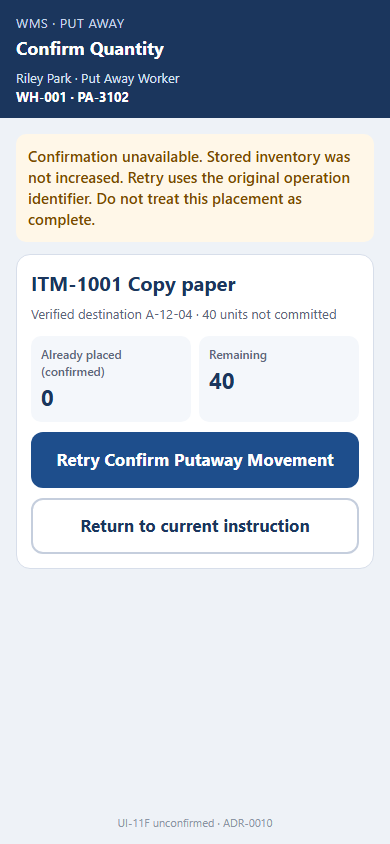 WMS · PUT AWAY
Confirm Quantity
Riley Park · Put Away Worker
WH-001 · PA-3102
Confirmation unavailable. Stored inventory was
not increased. Retry uses the original operation
identifier. Do not treat this placement as
complete.
ITM-1001 Copy paper
Verified destination A-12-04 · 40 units not committed
Already placed
(confirmed)
0
Remaining
40
Retry Confirm Putaway Movement
Return to current instruction
UI-11F unconfirmed · ADR-0010